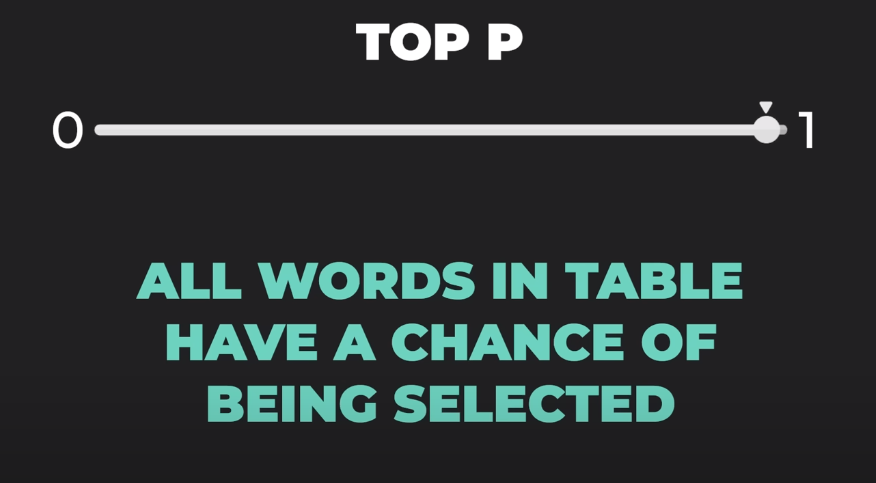 TOP P
0 1
ALL WORDS IN TABLE
HAVE A CHANCE OF
BEING SELECTED